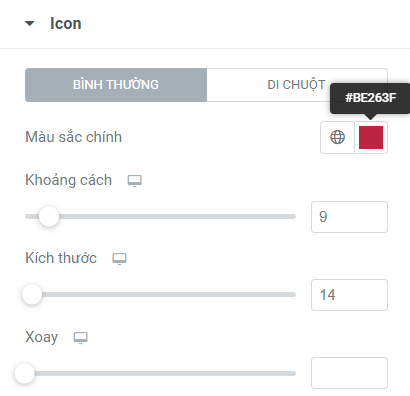 Icon
BÌNH THƯỜNG
DI CHUỘT
#BE263F
Màu sắc chính
Khoảng cách
9
Kích thước
14
Xoay